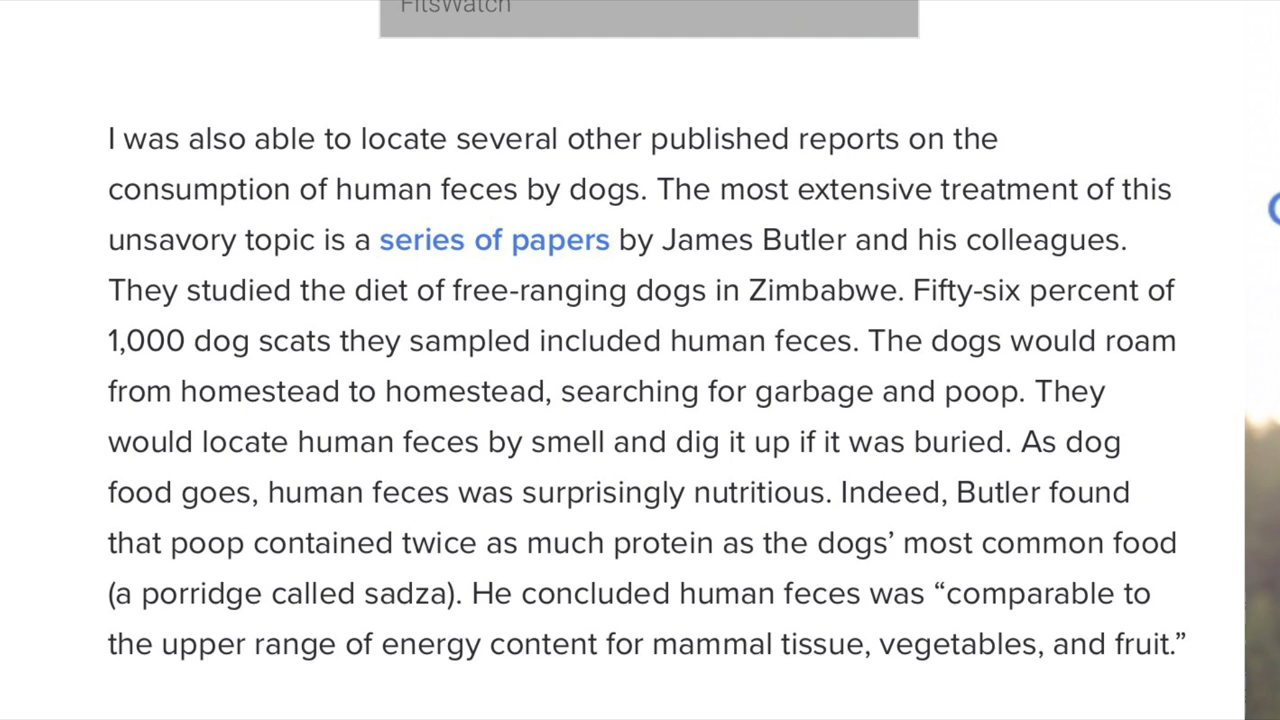 FitsWatch
I was also able to locate several other published reports on the
consumption of human feces by dogs. The most extensive treatment of this
unsavory topic is a series of papers by James Butler and his colleagues.
They studied the diet of free-ranging dogs in Zimbabwe. Fifty-six percent of
1,000 dog scats they sampled included human feces. The dogs would roam
from homestead to homestead, searching for garbage and poop. They
would locate human feces by smell and dig it up if it was buried. As dog
food goes, human feces was surprisingly nutritious. Indeed, Butler found
that poop contained twice as much protein as the dogs’ most common food
(a porridge called sadza). He concluded human feces was “comparable to
the upper range of energy content for mammal tissue, vegetables, and fruit.”